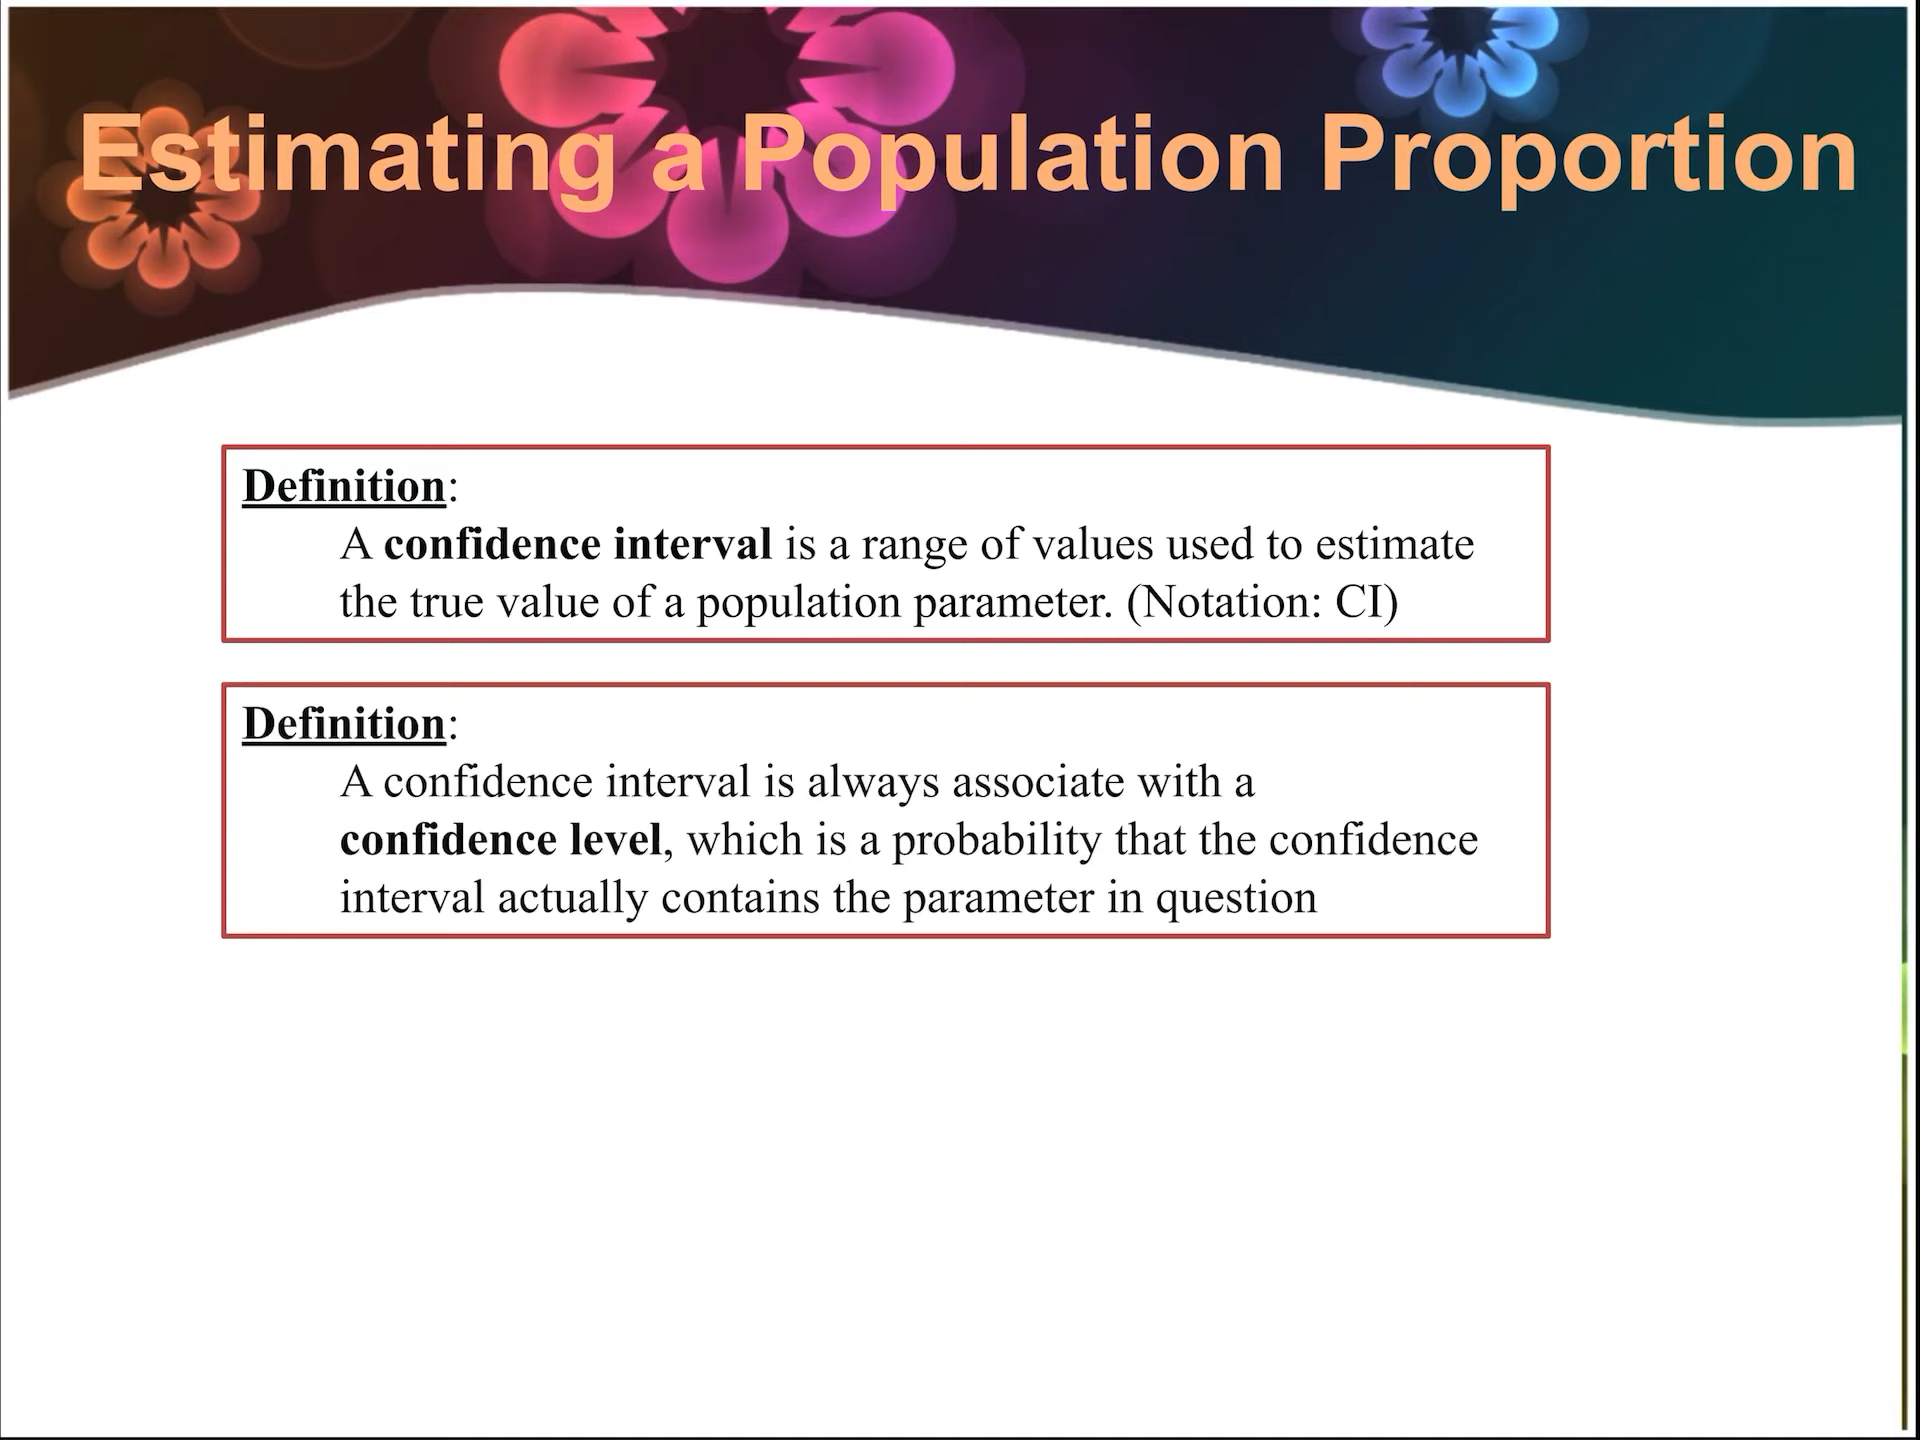 Estimating a Population Proportion
Definition:
A confidence interval is a range of values used to estimate
the true value of a population parameter. (Notation: CI)
Definition:
A confidence interval is always associate with a
confidence level, which is a probability that the confidence
interval actually contains the parameter in question